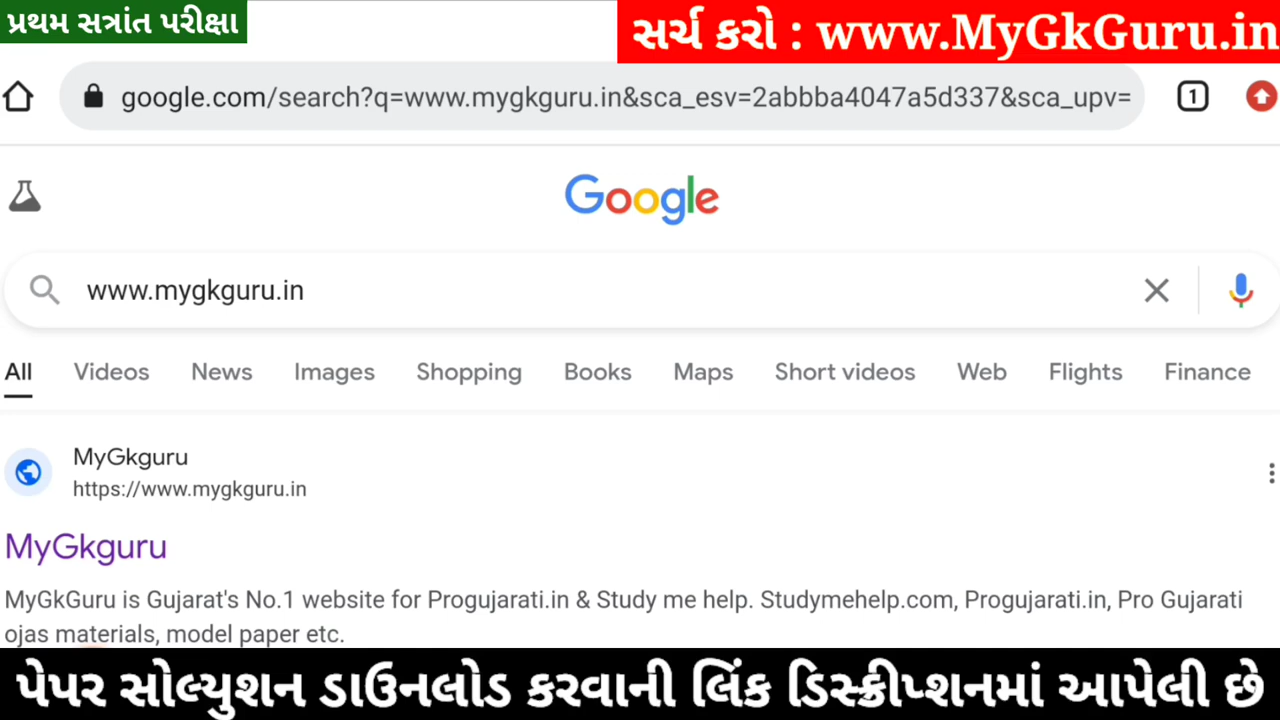 પ્રથમ સત્રાંત પરીક્ષા
સર્ચ કરો : www.MyGkGuru.in
google.com/search?q=www.mygkguru.in&sca_esv=2abbba4047a5d337&sca_upv=
1
Google
www.mygkguru.in
All Videos News Images Shopping Books Maps Short videos Web Flights Finance
MyGkguru
https://www.mygkguru.in
MyGkguru
MyGkGuru is Gujarat's No.1 website for Progujarati.in & Study me help. Studymehelp.com, Progujarati.in, Pro Gujarati
ojas materials, model paper etc.
પેપર સોલ્યુશન ડાઉનલોડ કરવાની લિંક ડિસ્ક્રીપ્શનમાં આપેલી છે